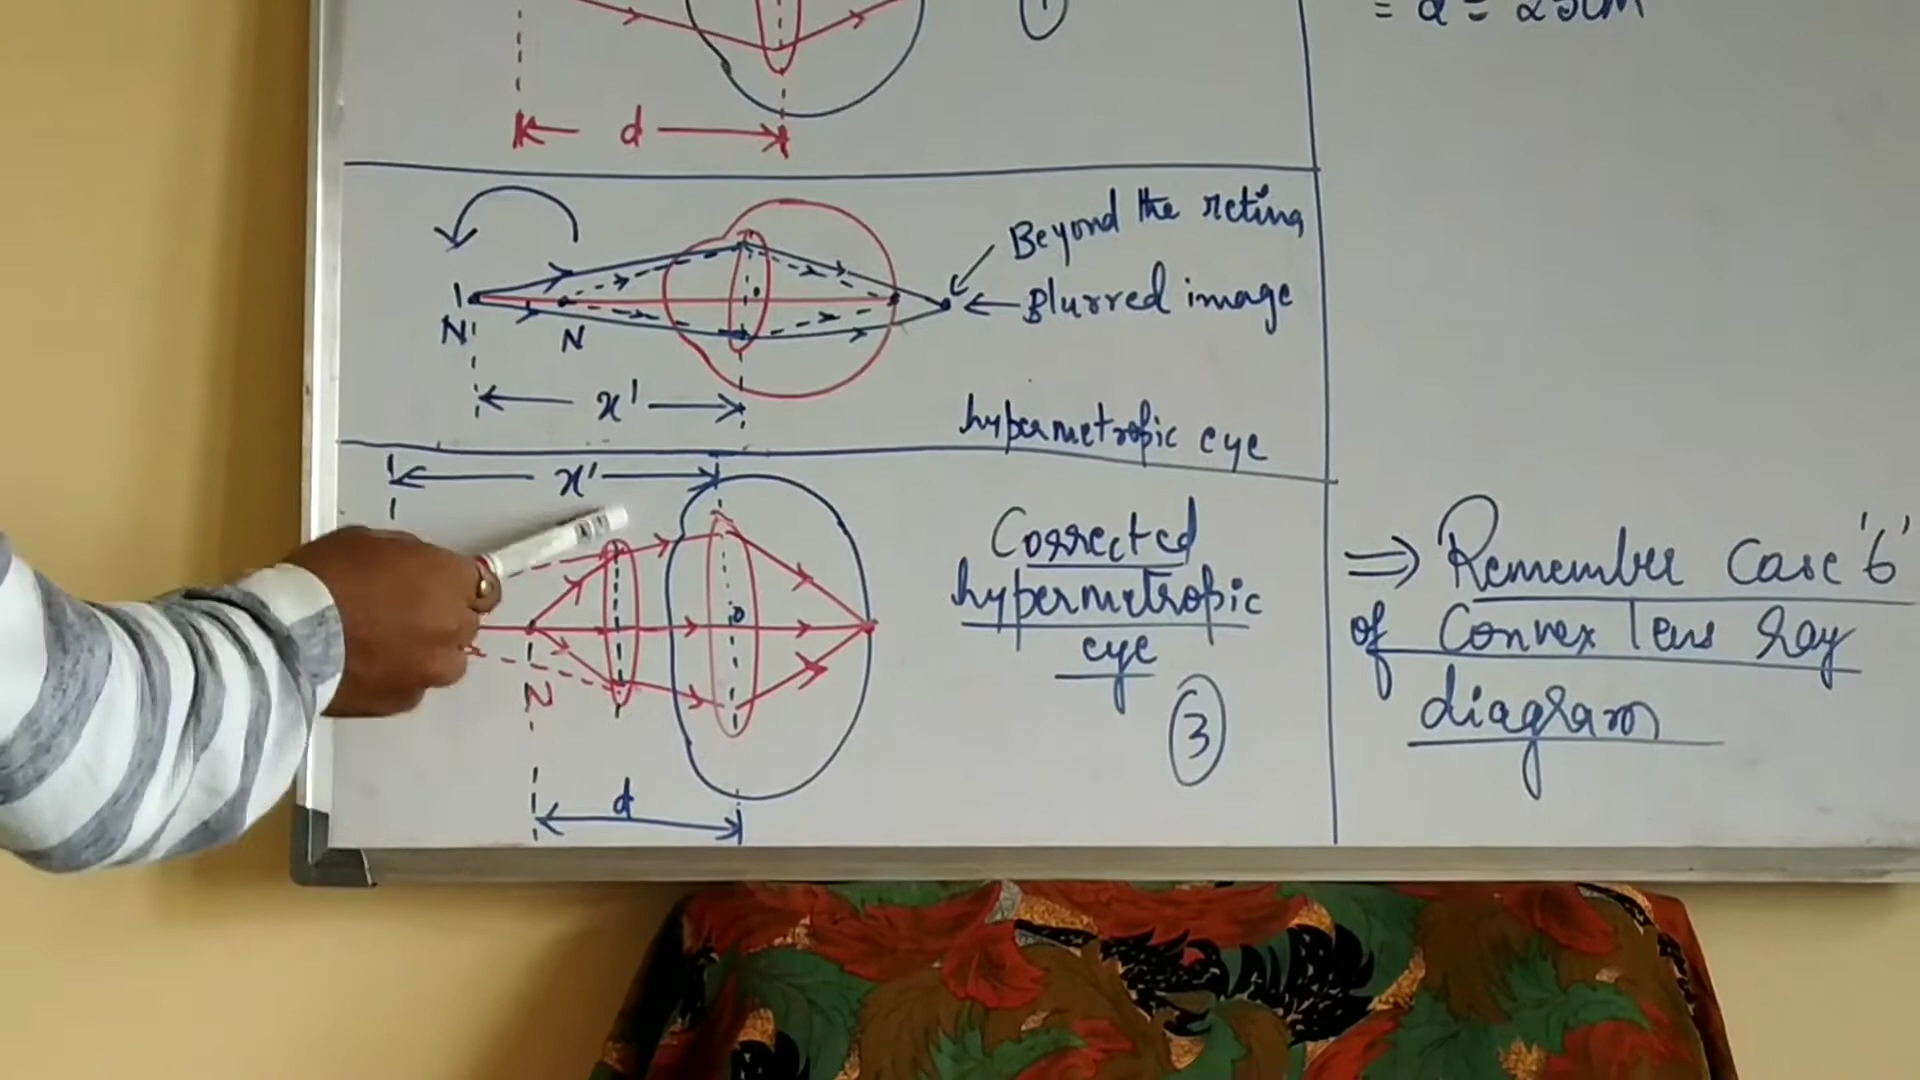 1
= d = 25cm
d
Beyond the retina
Blurred image
N'
N
x'
hypermetropic eye
x'
Corrected
hypermetropic
eye
3
N
d
⇒ Remember Case '6'
of Convex lens ray
diagram